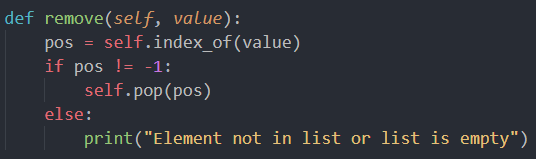 def remove(self, value):
    pos = self.index_of(value)
    if pos != -1:
        self.pop(pos)
    else:
        print("Element not in list or list is empty")